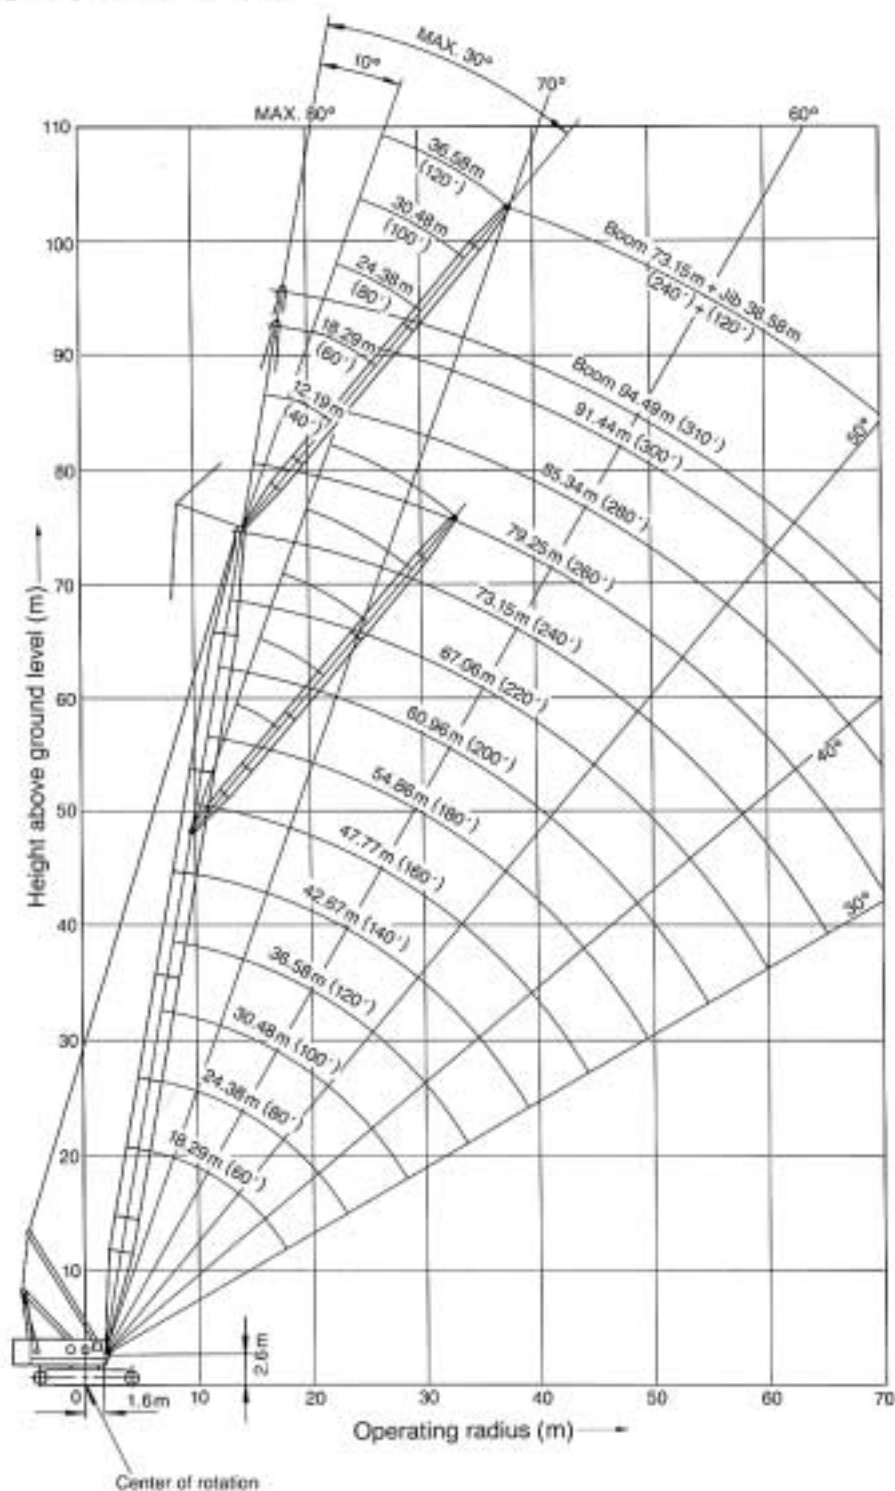 MAX. 30°
10°
70°
MAX. 80°
60°
110
36.58m
(120')
30.48m
(100')
24.38m
(80')
18.29m
(60')
12.19m
(40')
Boom 73.15m + Jib 36.58m
(240') + (120')
Boom 94.49m (310')
91.44m (300')
85.34m (280')
79.25m (260')
73.15m (240')
67.06m (220')
60.96m (200')
54.86m (180')
47.77m (160')
42.67m (140')
36.58m (120')
30.48m (100')
24.38m (80')
18.29m (60')
50°
40°
30°
100
90
80
70
60
50
40
30
20
10
Height above ground level (m)
2.6m
0
1.6m
10
20
30
40
50
60
70
Operating radius (m)
Center of rotation